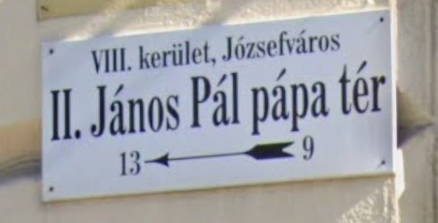 VIII. kerület, Józsefváros
II. János Pál pápa tér
13 9